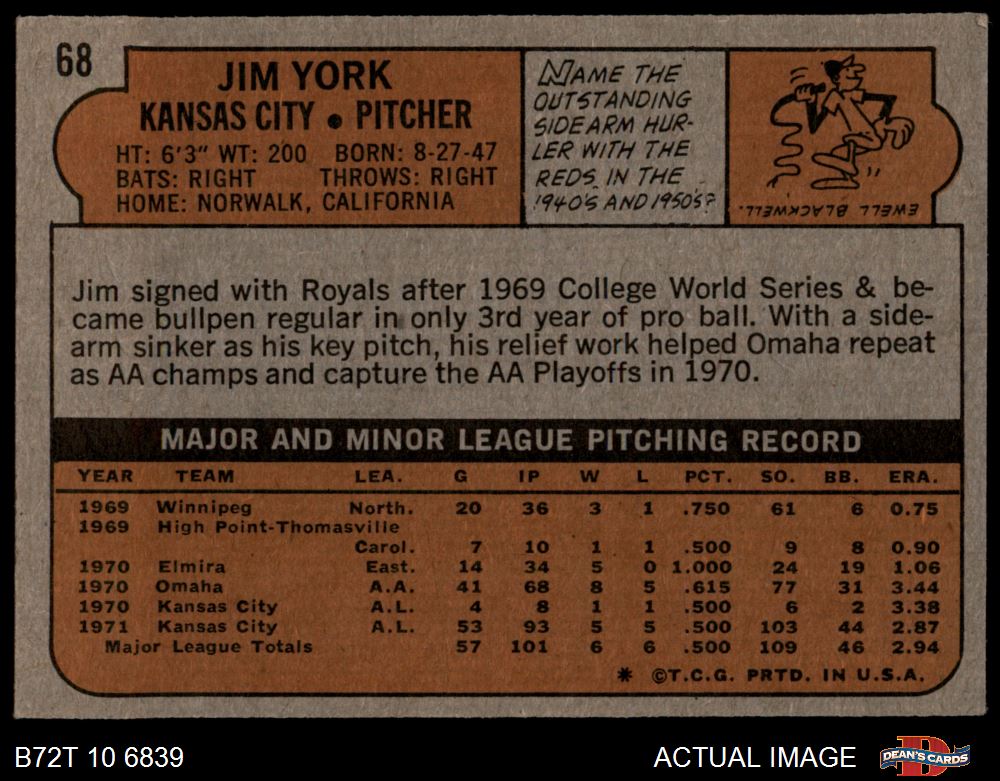 68
JIM YORK
KANSAS CITY • PITCHER
HT: 6'3" WT: 200 BORN: 8-27-47
BATS: RIGHT THROWS: RIGHT
HOME: NORWALK, CALIFORNIA
NAME THE
OUTSTANDING
SIDEARM HUR-
LER WITH THE
REDS IN THE
1940'S AND 1950'S?
EWELL BLACKWELL.
Jim signed with Royals after 1969 College World Series & be-
came bullpen regular in only 3rd year of pro ball. With a side-
arm sinker as his key pitch, his relief work helped Omaha repeat
as AA champs and capture the AA Playoffs in 1970.
MAJOR AND MINOR LEAGUE PITCHING RECORD
YEAR TEAM LEA. G IP W L PCT. SO. BB. ERA.
1969 Winnipeg North. 20 36 3 1 .750 61 6 0.75
1969 High Point-Thomasville
Carol. 7 10 1 1 .500 9 8 0.90
1970 Elmira East. 14 34 5 0 1.000 24 19 1.06
1970 Omaha A.A. 41 68 8 5 .615 77 31 3.44
1970 Kansas City A.L. 4 8 1 1 .500 6 2 3.38
1971 Kansas City A.L. 53 93 5 5 .500 103 44 2.87
Major League Totals 57 101 6 6 .500 109 46 2.94
* ©T.C.G. PRTD. IN U.S.A.
B72T 10 6839
ACTUAL IMAGE
D
DEAN'S CARDS